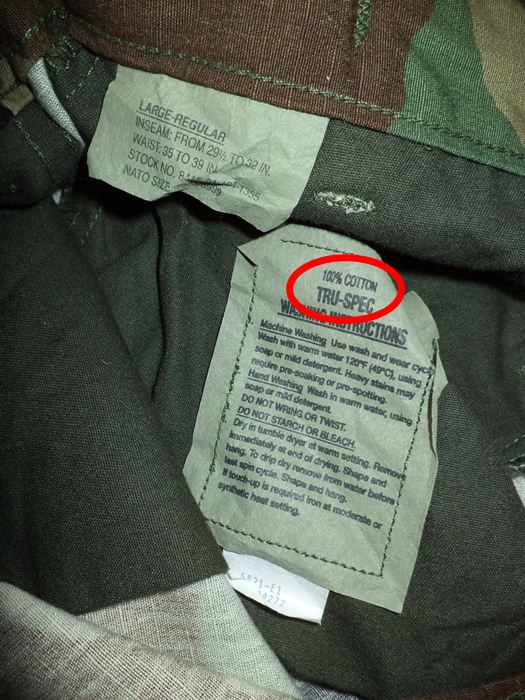 LARGE-REGULAR
INSEAM: FROM 29½ TO 32 IN.
WAIST: 35 TO 39 IN.
STOCK NO.
NATO SIZE
100% COTTON
TRU-SPEC
WASHING INSTRUCTIONS
Machine Washing Use wash and wear cycl
Wash with warm water 120°F (49°C), using
soap or mild detergent. Heavy stains may
require pre-soaking or pre-spotting.
Hand Washing Wash in warm water, using
soap or mild detergent.
DO NOT WRING OR TWIST.
DO NOT STARCH OR BLEACH.
Dry in tumble dryer at warm setting. Remove
immediately at end of drying. Shape and
hang. To drip dry remove from water before
last spin cycle. Shape and hang.
If touch-up is required iron at moderate or
synthetic heat setting.